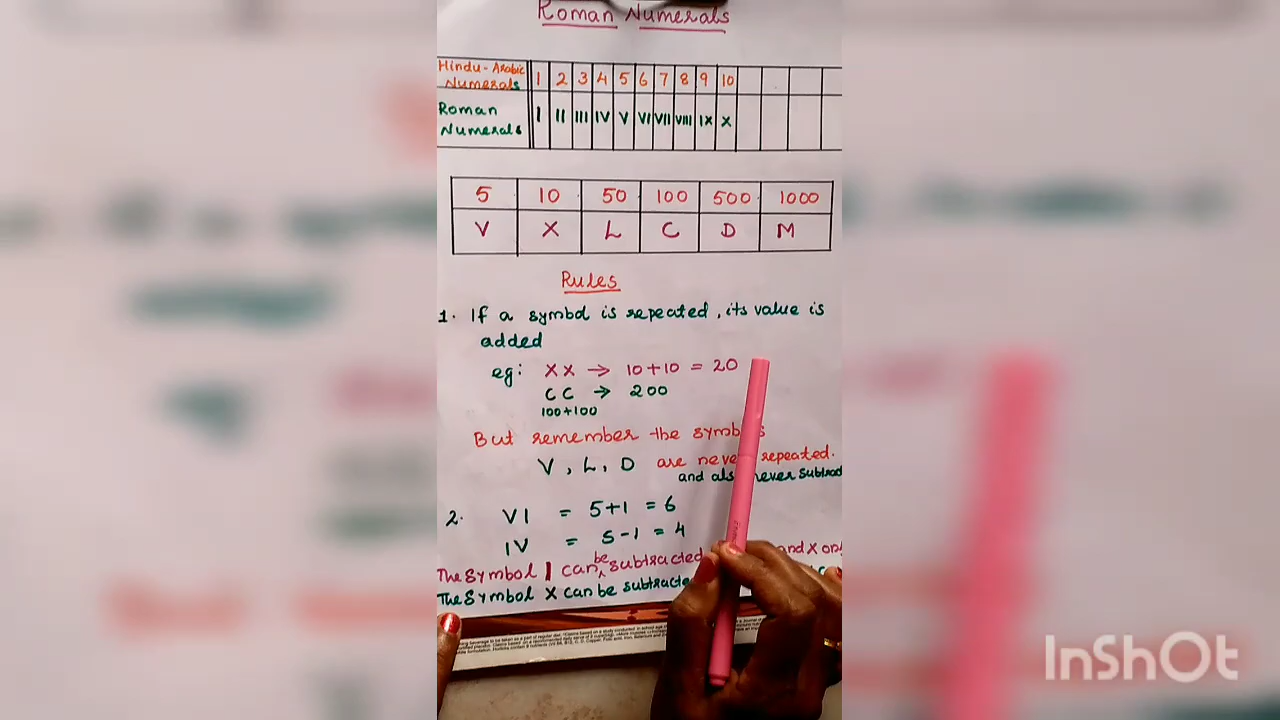 Roman Numerals
Hindu-Arabic Numerals 1 2 3 4 5 6 7 8 9 10
Roman Numerals I II III IV V VI VII VIII IX X
5 10 50 100 500 1000
V X L C D M
Rules
1. If a symbol is repeated, its value is
added
eg: XX → 10+10 = 20
CC → 200
100+100
But remember the symbols
V, L, D are never repeated.
and also never Subtrac
2. VI = 5+1 = 6
IV = 5-1 = 4
The Symbol I can be subtracted and X on
The Symbol X can be subtracte
InShOt